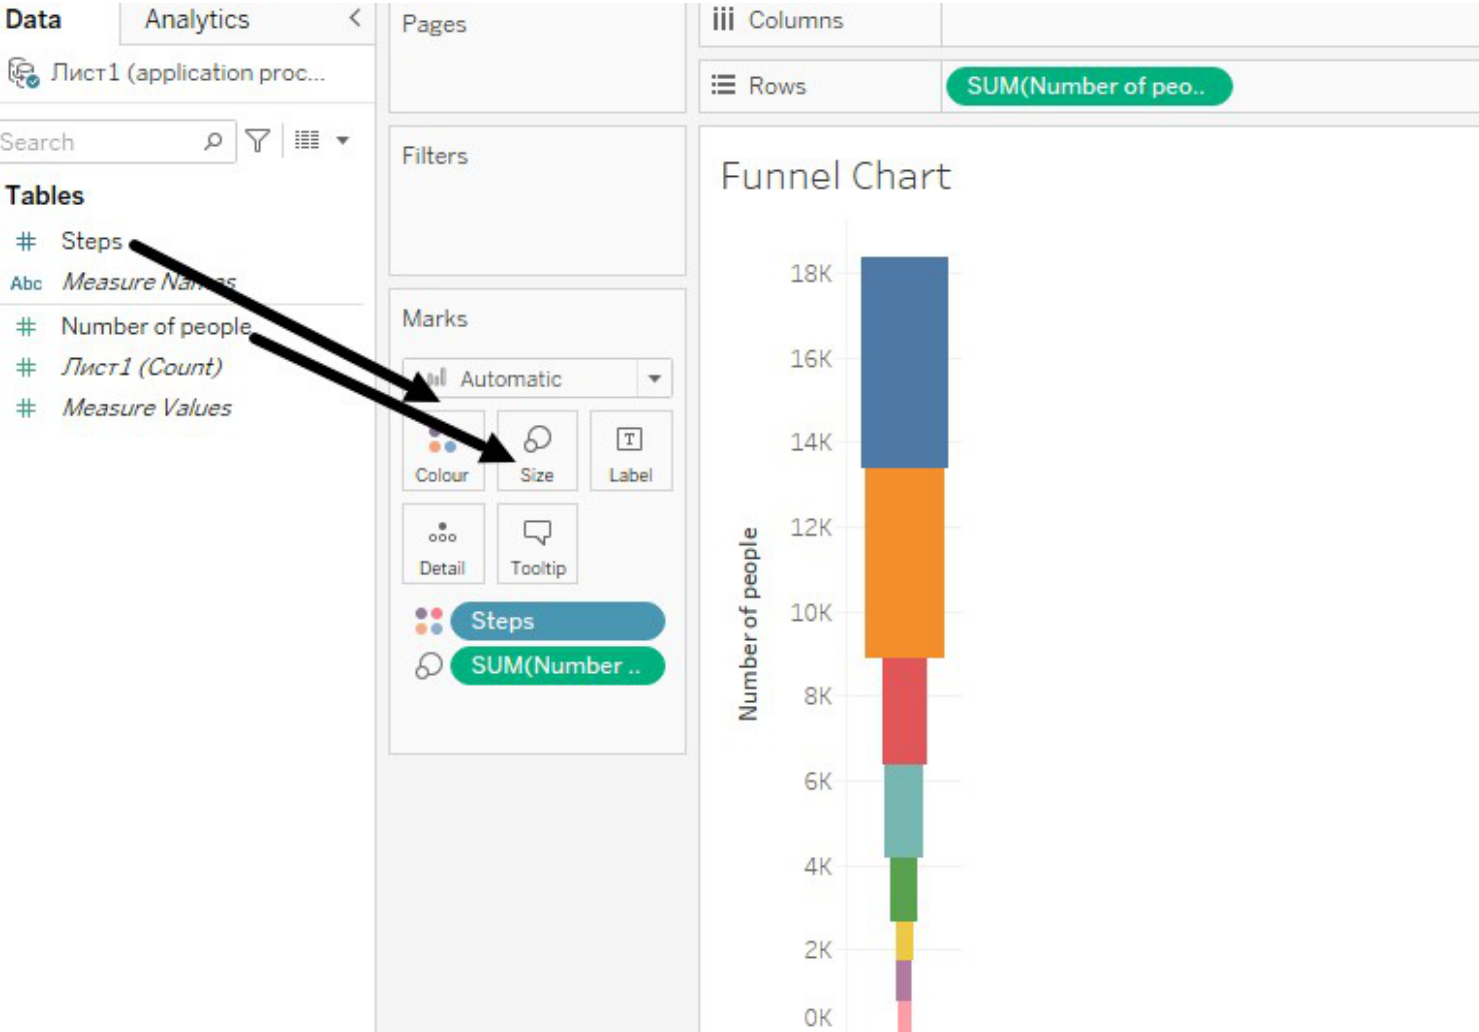 Data
Analytics
Лист1 (application proc...
Search
Tables
Steps
Abc Measure Names
Number of people
Лист1 (Count)
Measure Values
Pages
Filters
Marks
Automatic
Colour
Size
T
Label
Detail
Tooltip
Steps
SUM(Number ..
Columns
Rows
SUM(Number of peo..
Funnel Chart
Number of people
18K
16K
14K
12K
10K
8K
6K
4K
2K
0K